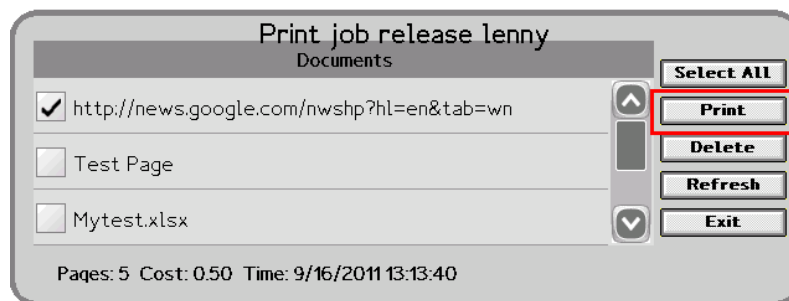 Print job release lenny
Documents
Select All
http://news.google.com/nwshp?hl=en&tab=wn
Print
Delete
Test Page
Refresh
Mytest.xlsx
Exit
Pages: 5 Cost: 0.50 Time: 9/16/2011 13:13:40